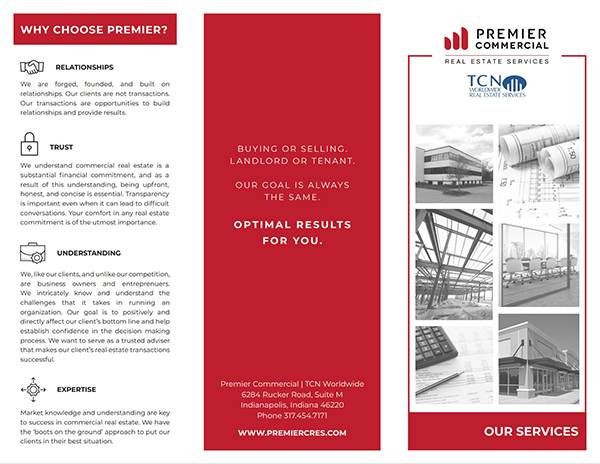 WHY CHOOSE PREMIER?
RELATIONSHIPS
We are forged, founded, and built on
relationships. Our clients are not transactions.
Our transactions are opportunities to build
relationships and provide results.
TRUST
We understand commercial real estate is a
substantial financial commitment, and as a
result of this understanding, being upfront,
honest, and concise is essential. Transparency
is important even when it can lead to difficult
conversations. Your comfort in any real estate
commitment is of the utmost importance.
UNDERSTANDING
We, like our clients, and unlike our competition,
are business owners and entreprenuers.
We intricately know and understand the
challenges that it takes in running an
organization. Our goal is to positively and
directly affect our client's bottom line and help
establish confidence in the decision making
process. We want to serve as a trusted adviser
that makes our client's real estate transactions
successful.
EXPERTISE
Market knowledge and understanding are key
to success in commercial real estate. We have
the 'boots on the ground' approach to put our
clients in their best situation.
BUYING OR SELLING.
LANDLORD OR TENANT.
OUR GOAL IS ALWAYS
THE SAME.
OPTIMAL RESULTS
FOR YOU.
Premier Commercial | TCN Worldwide
6284 Rucker Road, Suite M
Indianapolis, Indiana 46220
Phone 317.454.7171
WWW.PREMIERCRES.COM
PREMIER
COMMERCIAL
REAL ESTATE SERVICES
TCN
WORLDWIDE
REAL ESTATE SERVICES
OUR SERVICES